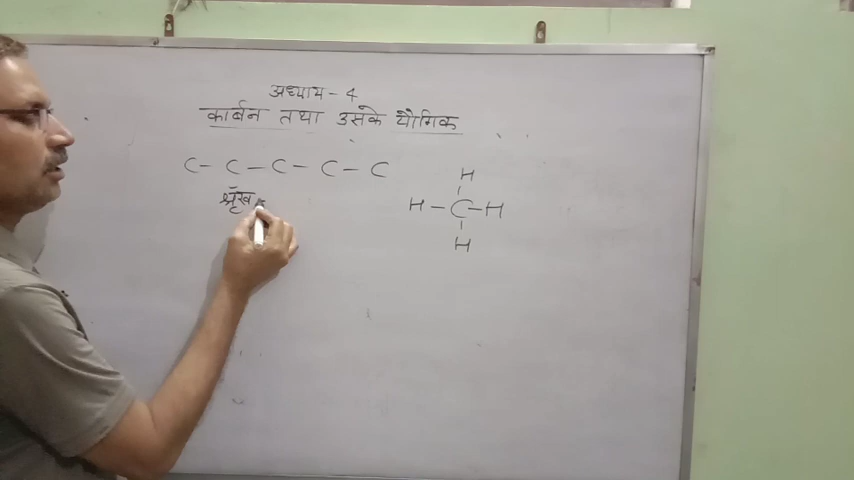 अध्याय - 4
कार्बन तथा उसके यौगिक
C - C - C - C - C
श्रृंख
H
H - C - H
H